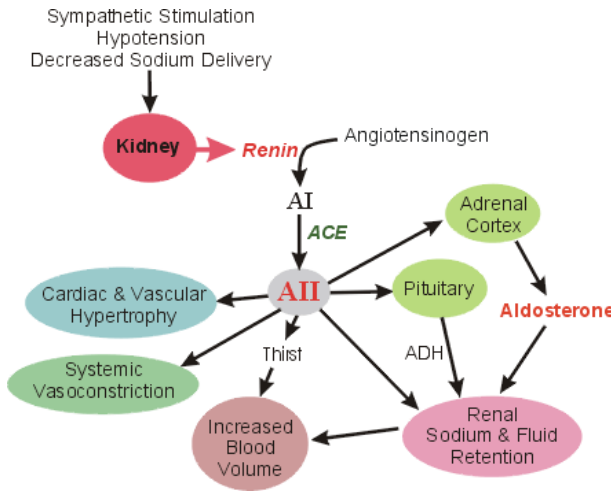 Sympathetic Stimulation
Hypotension
Decreased Sodium Delivery
Kidney
Renin
Angiotensinogen
AI
ACE
Adrenal
Cortex
AII
Cardiac & Vascular
Hypertrophy
Pituitary
Aldosterone
Systemic
Vasoconstriction
Thirst
ADH
Increased
Blood
Volume
Renal
Sodium & Fluid
Retention